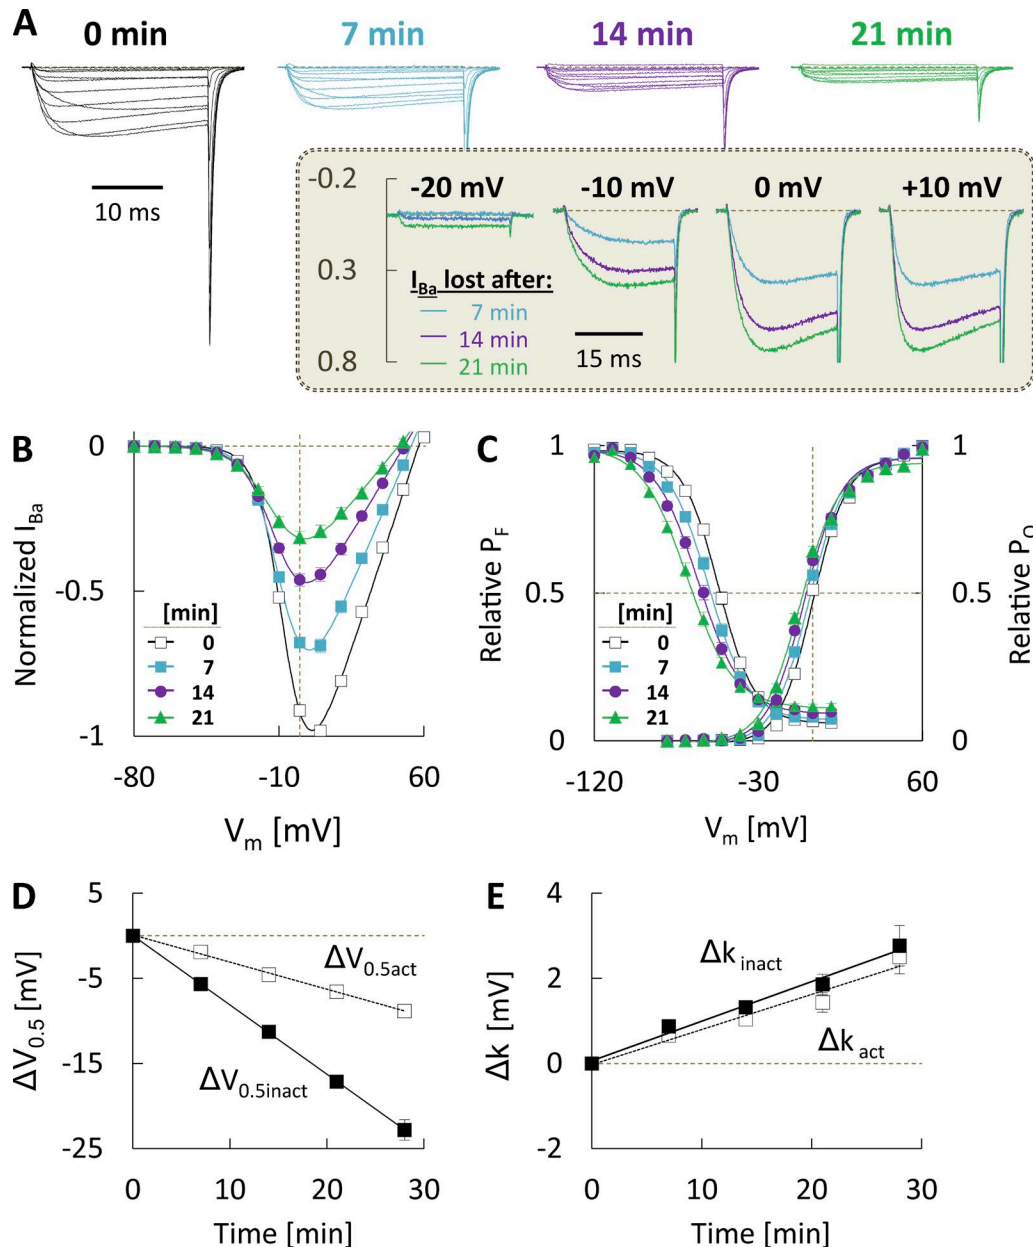 A
0 min 7 min 14 min 21 min
10 ms
-0.2
0.3
0.8
-20 mV -10 mV 0 mV +10 mV
IBa lost after:
7 min
14 min
21 min
15 ms
B
Normalized IBa
0
-0.5
-1
[min]
0
7
14
21
-80 -10 60
Vm [mV]
C
Relative PF
1
0.5
0
[min]
0
7
14
21
1
0.5
0
Relative PO
-120 -30 60
Vm [mV]
D
ΔV0.5 [mV]
5
-5
-15
-25
ΔV0.5act
ΔV0.5inact
0 10 20 30
Time [min]
E
Δk [mV]
4
2
0
-2
Δk inact
Δk act
0 10 20 30
Time [min]